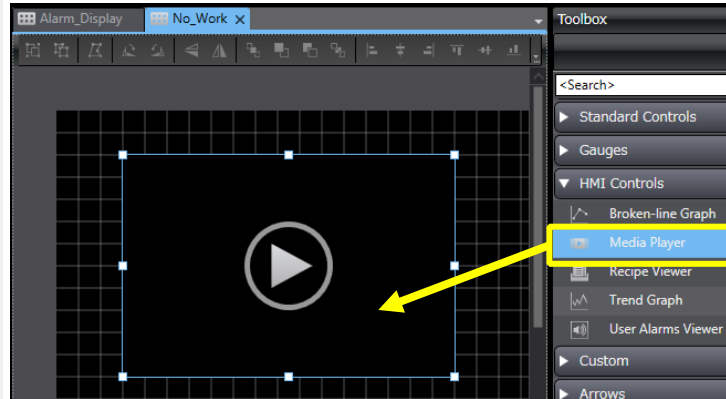 Alarm_Display
No_Work
Toolbox
<Search>
Standard Controls
Gauges
HMI Controls
Broken-line Graph
Media Player
Recipe Viewer
Trend Graph
User Alarms Viewer
Custom
Arrows